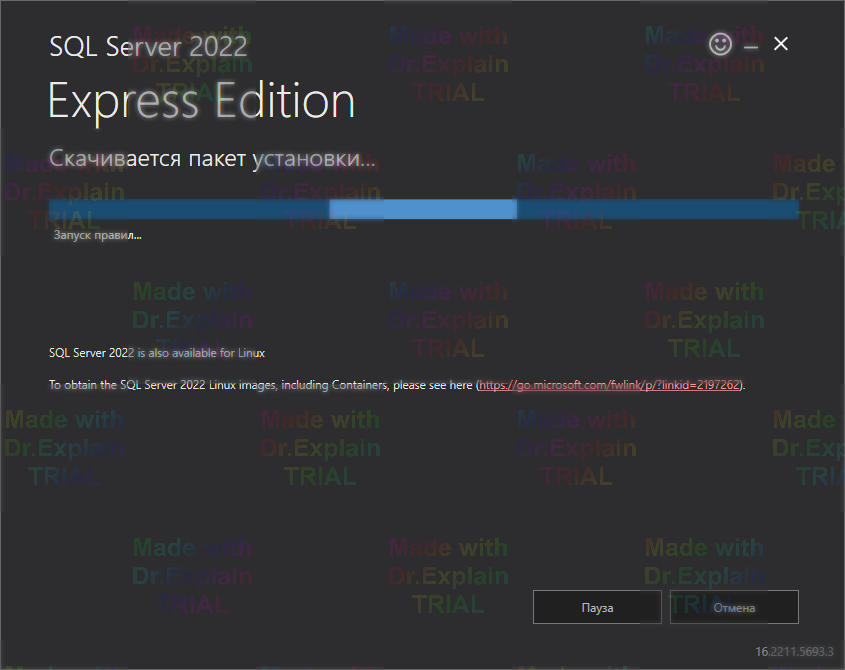 SQL Server 2022
Express Edition
Скачивается пакет установки...
Запуск правил...
SQL Server 2022 is also available for Linux
To obtain the SQL Server 2022 Linux images, including Containers, please see here (https://go.microsoft.com/fwlink/p/?linkid=2197262).
Made with
Dr.Explain
TRIAL
Пауза
Отмена
16.2211.5693.3